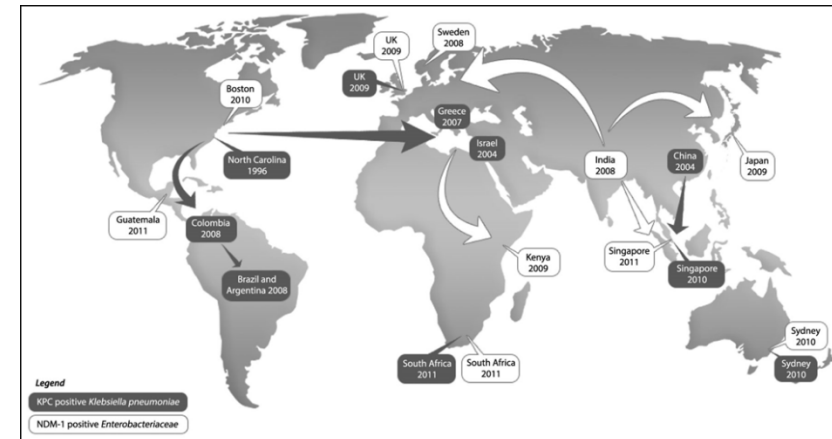 Sweden
2008
UK
2009
UK
2009
Boston
2010
Greece
2007
Israel
2004
North Carolina
1996
India
2008
China
2004
Japan
2009
Guatemala
2011
Colombia
2008
Brazil and
Argentina 2008
Kenya
2009
Singapore
2011
Singapore
2010
South Africa
2011
South Africa
2011
Sydney
2010
Sydney
2010
Legend
KPC positive Klebsiella pneumoniae
NDM-1 positive Enterobacteriaceae